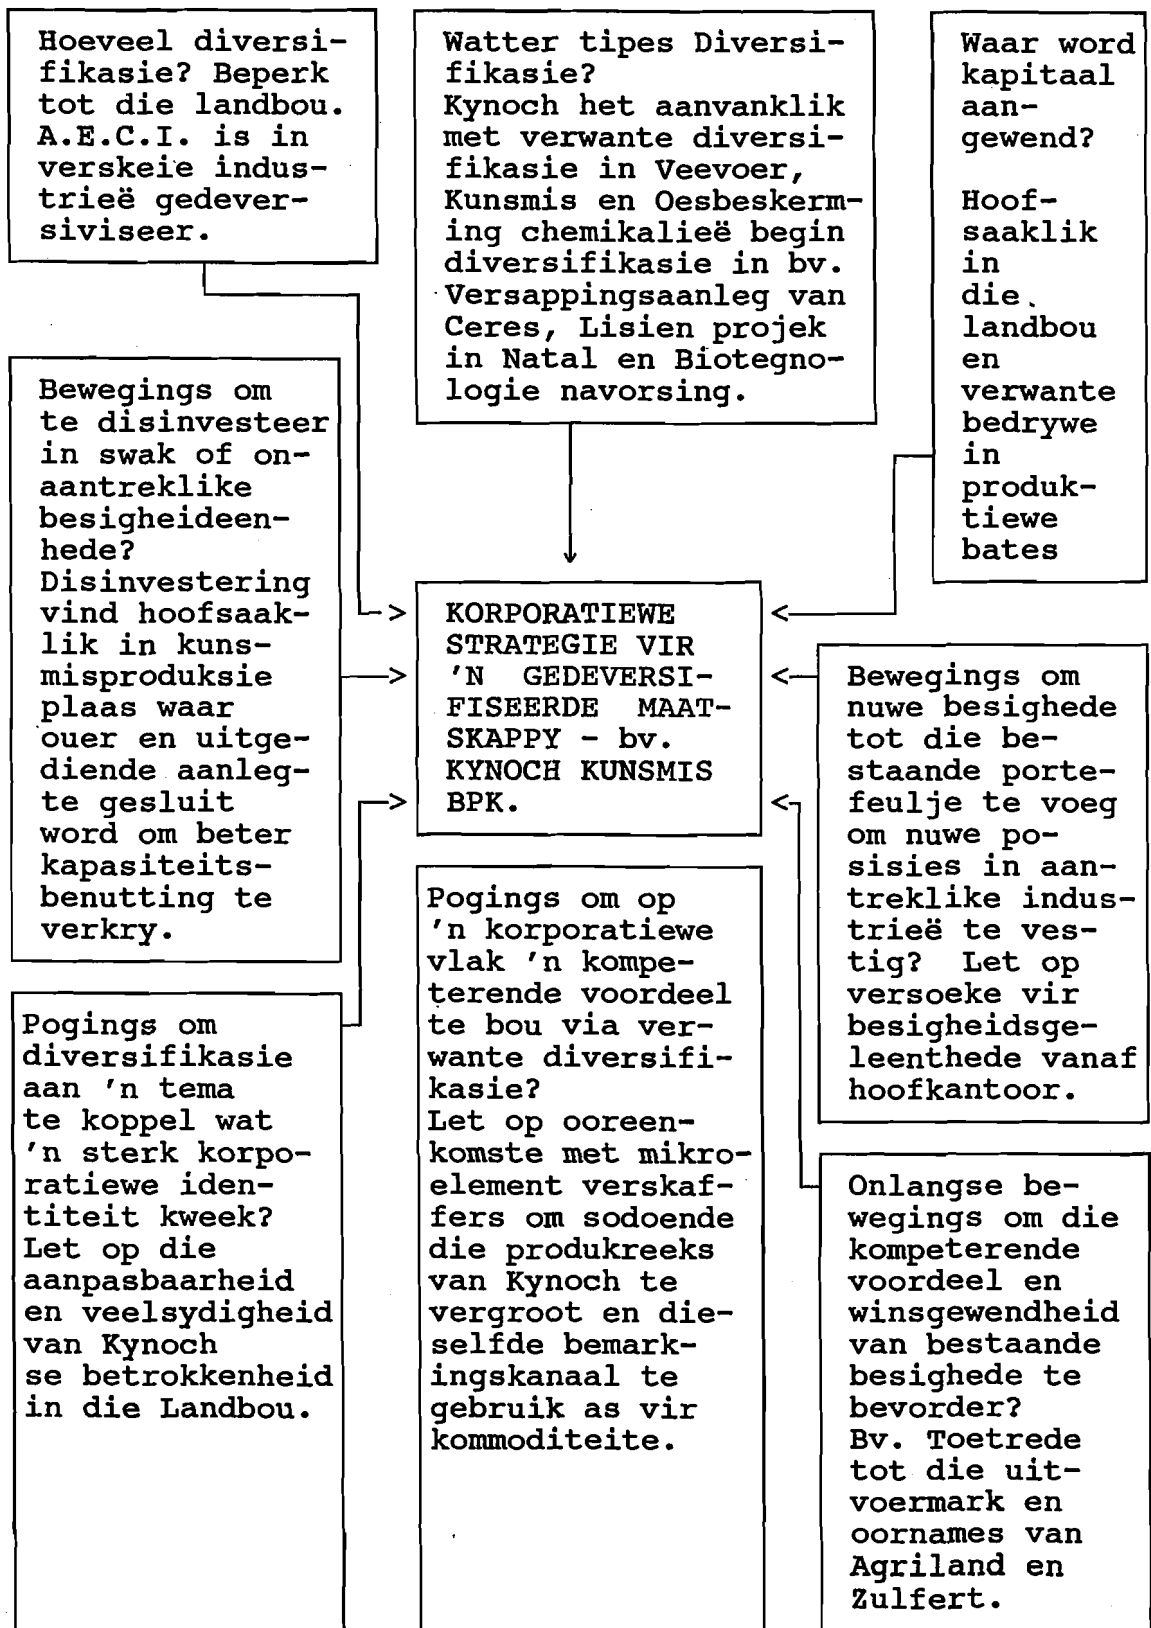 Hoeveel diversi-
fikasie? Beperk
tot die landbou.
A.E.C.I. is in
verskeie indus-
trieë gedever-
siviseer.
Watter tipes Diversi-
fikasie?
Kynoch het aanvanklik
met verwante diversi-
fikasie in Veevoer,
Kunsmis en Oesbeskerm-
ing chemikalieë begin
diversifikasie in bv.
Versappingsaanleg van
Ceres, Lisien projek
in Natal en Biotegno-
logie navorsing.
Waar word
kapitaal
aan-
gewend?
Hoof-
saaklik
in
die
landbou
en
verwante
bedrywe
in
produk-
tiewe
bates
Bewegings om
te disinvesteer
in swak of on-
aantreklike
besigheideen-
hede?
Disinvestering
vind hoofsaak-
lik in kuns-
misproduksie
plaas waar
ouer en uitge-
diende aanleg-
te gesluit
word om beter
kapasiteits-
benutting te
verkry.
KORPORATIEWE
STRATEGIE VIR
'N GEDEVERSI-
FISEERDE MAAT-
SKAPPY - bv.
KYNOCH KUNSMIS
BPK.
Bewegings om
nuwe besighede
tot die be-
staande porte-
feulje te voeg
om nuwe po-
sisies in aan-
treklike indus-
trieë te ves-
tig? Let op
versoeke vir
besigheidsge-
leenthede vanaf
hoofkantoor.
Pogings om
diversifikasie
aan 'n tema
te koppel wat
'n sterk korpo-
ratiewe iden-
titeit kweek?
Let op die
aanpasbaarheid
en veelsydigheid
van Kynoch
se betrokkenheid
in die Landbou.
Pogings om op
'n korporatiewe
vlak 'n kompe-
terende voordeel
te bou via ver-
wante diversifi-
kasie?
Let op ooreen-
komste met mikro-
element verskaf-
fers om sodoende
die produkreeks
van Kynoch te
vergroot en die-
selfde bemark-
ingskanaal te
gebruik as vir
kommoditeite.
Onlangse be-
wegings om die
kompeterende
voordeel en
winsgewendheid
van bestaande
besighede te
bevorder?
Bv. Toetrede
tot die uit-
voermark en
oornames van
Agriland en
Zulfert.